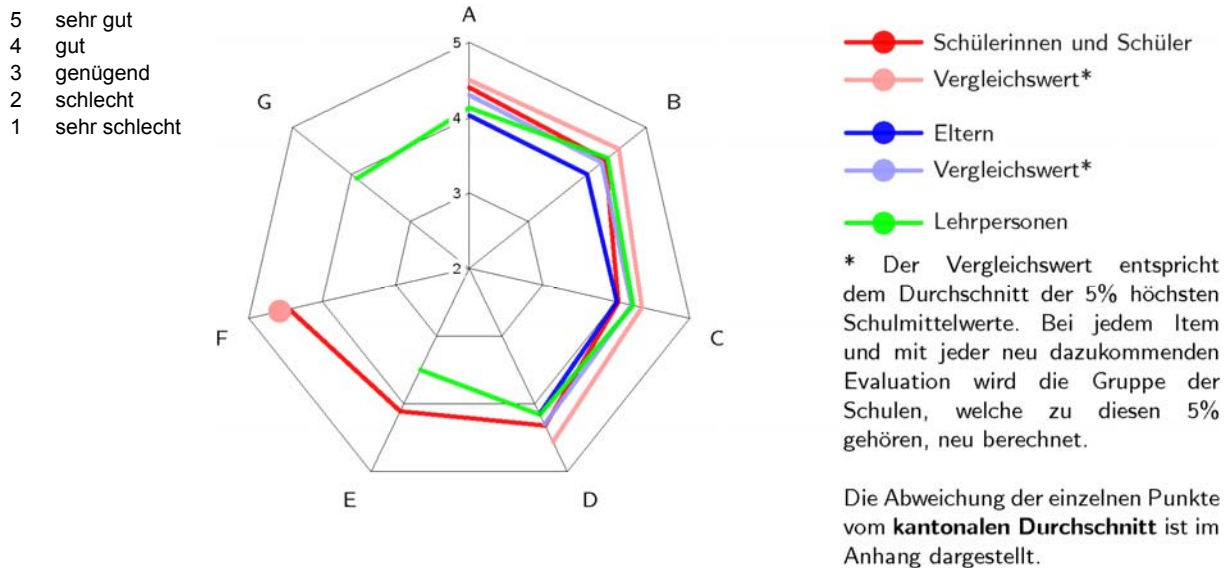 5 sehr gut
4 gut
3 genügend
2 schlecht
1 sehr schlecht
A
B
C
D
E
F
G
5
4
3
2
Schülerinnen und Schüler
Vergleichswert*
Eltern
Vergleichswert*
Lehrpersonen
* Der Vergleichswert entspricht
dem Durchschnitt der 5% höchsten
Schulmittelwerte. Bei jedem Item
und mit jeder neu dazukommenden
Evaluation wird die Gruppe der
Schulen, welche zu diesen 5%
gehören, neu berechnet.
Die Abweichung der einzelnen Punkte
vom kantonalen Durchschnitt ist im
Anhang dargestellt.